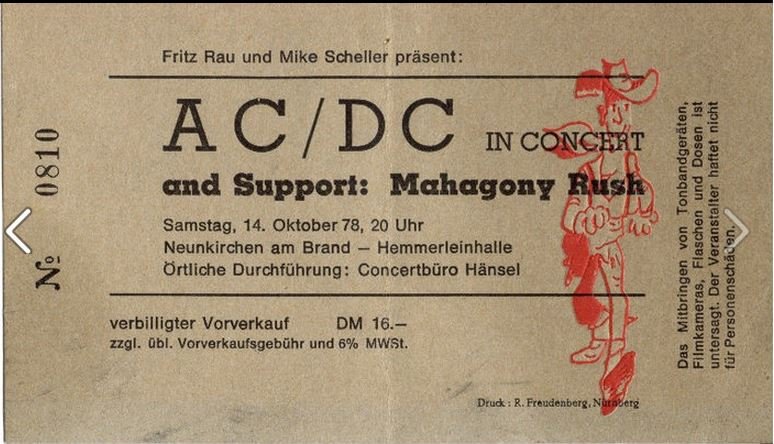 Fritz Rau und Mike Scheller präsent:
AC/DC IN CONCERT
and Support: Mahagony Rush
Samstag, 14. Oktober 78, 20 Uhr
Neunkirchen am Brand – Hemmerleinhalle
Örtliche Durchführung: Concertbüro Hänsel
verbilligter Vorverkauf DM 16.–
zzgl. übl. Vorverkaufsgebühr und 6% MWSt.
Druck: R. Freudenberg, Nürnberg
№ 0810
Das Mitbringen von Tonbandgeräten,
Filmkameras, Flaschen und Dosen ist
untersagt. Der Veranstalter haftet nicht
für Personenschäden.